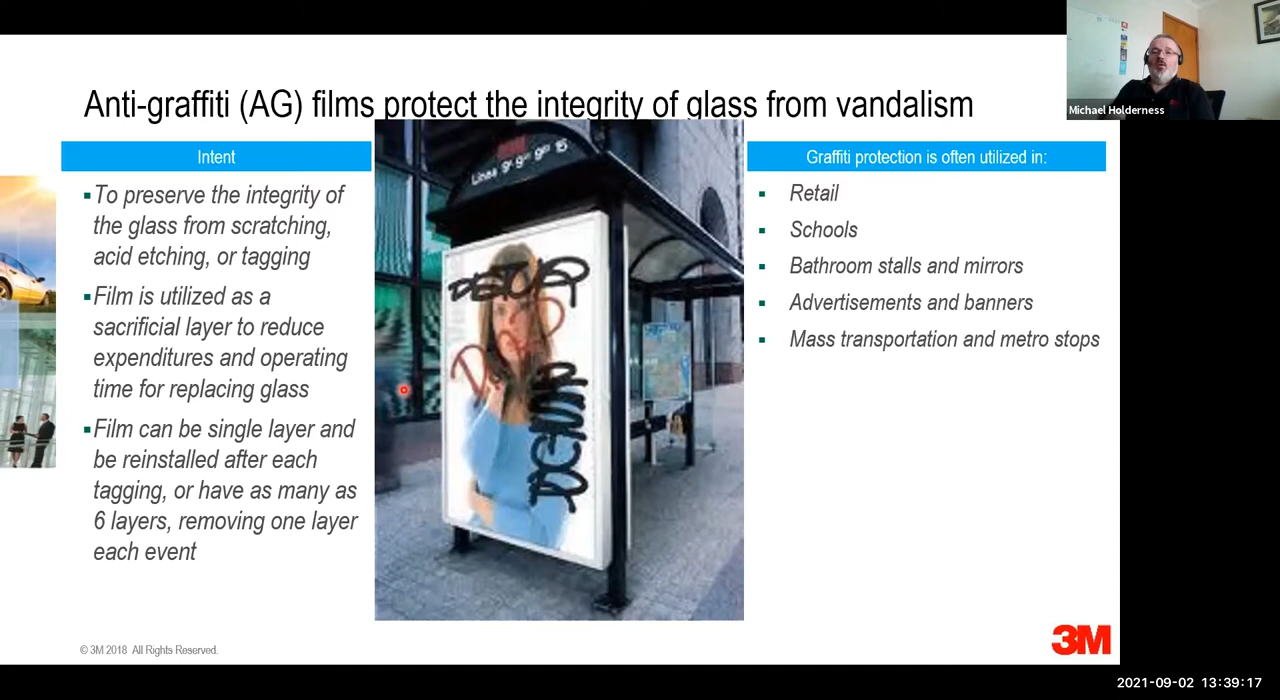 Anti-graffiti (AG) films protect the integrity of glass from vandalism
Michael Holderness
Intent
▪To preserve the integrity of
the glass from scratching,
acid etching, or tagging
▪Film is utilized as a
sacrificial layer to reduce
expenditures and operating
time for replacing glass
▪Film can be single layer and
be reinstalled after each
tagging, or have as many as
6 layers, removing one layer
each event
Lines
Graffiti protection is often utilized in:
▪ Retail
▪ Schools
▪ Bathroom stalls and mirrors
▪ Advertisements and banners
▪ Mass transportation and metro stops
© 3M 2018 All Rights Reserved.
3M
2021-09-02 13:39:17